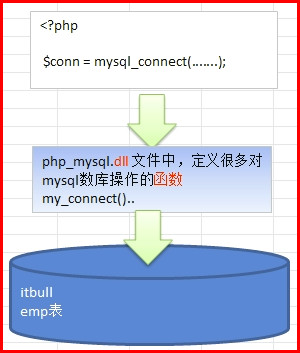 <?php
$conn = mysql_connect(.......);
php_mysql.dll 文件中，定义很多对
mysql数库操作的函数
my_connect()..
itbull
emp表